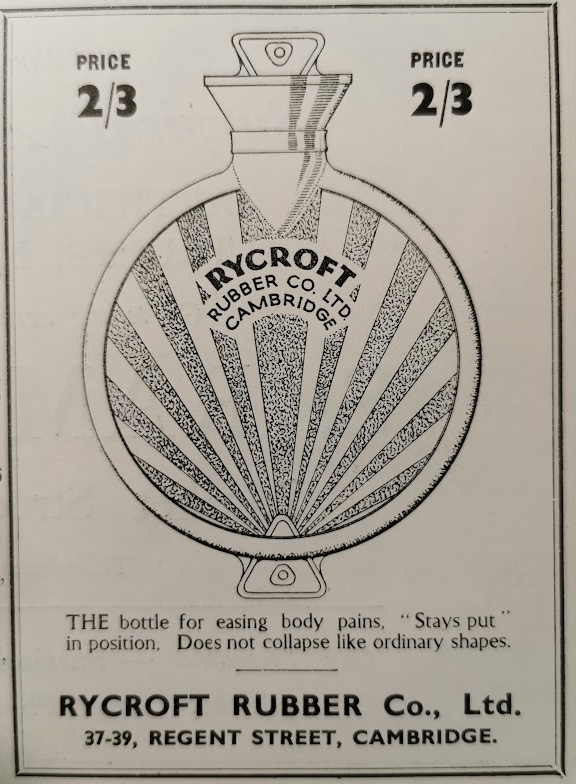 PRICE
2/3
PRICE
2/3
RYCROFT
RUBBER CO. LTD
CAMBRIDGE
THE bottle for easing body pains, "Stays put"
in position. Does not collapse like ordinary shapes.
RYCROFT RUBBER Co., Ltd.
37-39, REGENT STREET, CAMBRIDGE.